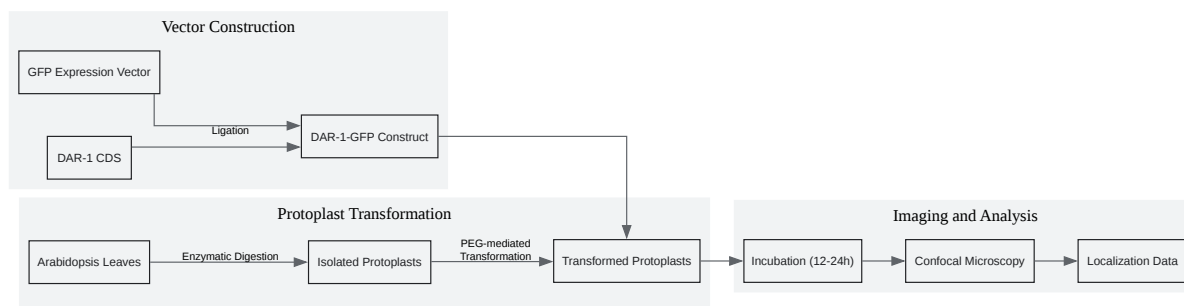 Vector Construction
GFP Expression Vector
Ligation
DAR-1-GFP Construct
DAR-1 CDS
Protoplast Transformation
Arabidopsis Leaves
Enzymatic Digestion
Isolated Protoplasts
PEG-mediated
Transformation
Transformed Protoplasts
Imaging and Analysis
Incubation (12-24h)
Confocal Microscopy
Localization Data